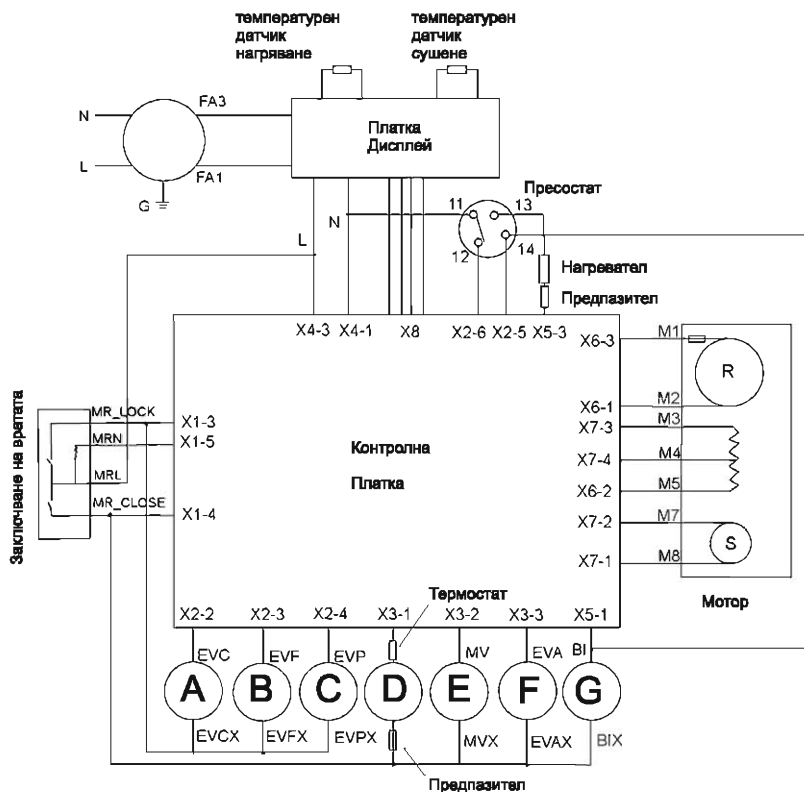 температурен
датчик
нагряване
температурен
датчик
сушене
N
FA3
L
FA1
G
Платка
Дисплей
Пресостат
11
13
12
14
N
L
Нагревател
Предпазител
X4-3
X4-1
X8
X2-6
X2-5
X5-3
X6-3
M1
R
X6-1
M2
X7-3
M3
X7-4
M4
X6-2
M5
X7-2
M7
S
X7-1
M8
Мотор
Заключване на вратата
MR_LOCK
X1-3
MRN
X1-5
MRL
MR_CLOSE
X1-4
Контролна
Платка
X2-2
X2-3
X2-4
X3-1
X3-2
X3-3
X5-1
Термостат
EVC
EVF
EVP
MV
EVA
BI
A
B
C
D
E
F
G
EVCX
EVFX
EVPX
MVX
EVAX
BIX
Предпазител